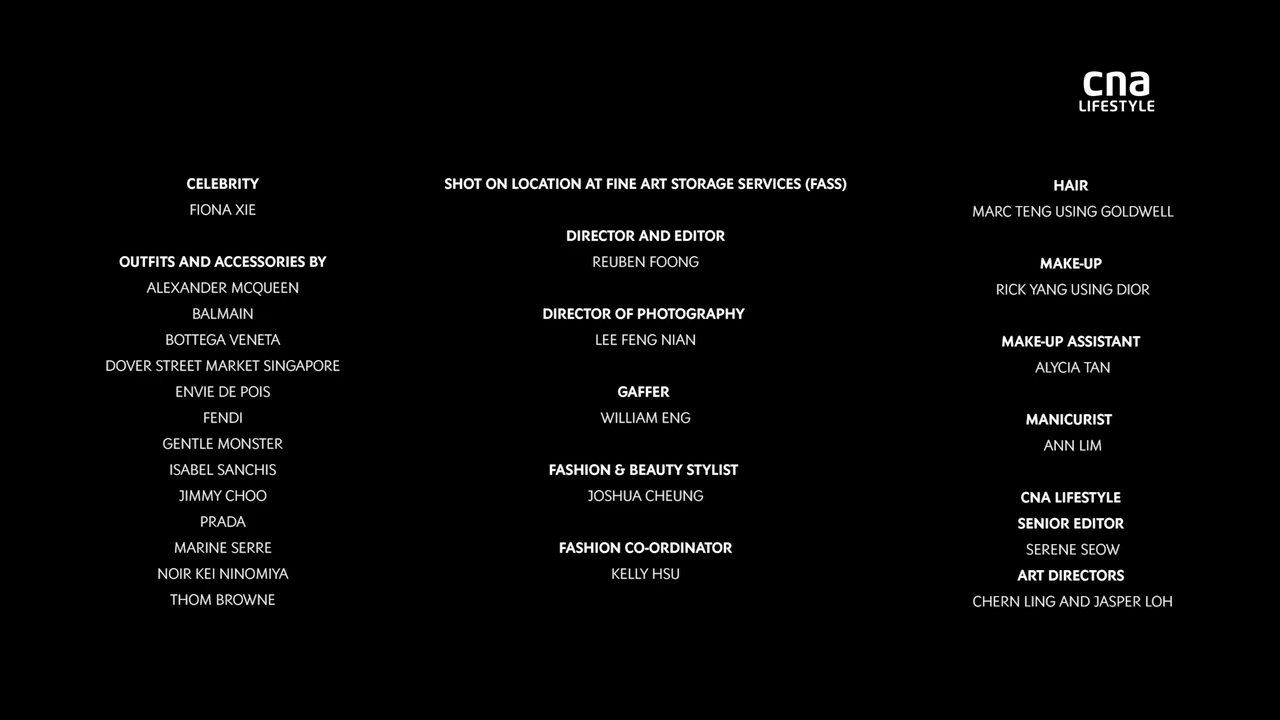 cna
LIFESTYLE
CELEBRITY
FIONA XIE
OUTFITS AND ACCESSORIES BY
ALEXANDER MCQUEEN
BALMAIN
BOTTEGA VENETA
DOVER STREET MARKET SINGAPORE
ENVIE DE POIS
FENDI
GENTLE MONSTER
ISABEL SANCHIS
JIMMY CHOO
PRADA
MARINE SERRE
NOIR KEI NINOMIYA
THOM BROWNE
SHOT ON LOCATION AT FINE ART STORAGE SERVICES (FASS)
DIRECTOR AND EDITOR
REUBEN FOONG
DIRECTOR OF PHOTOGRAPHY
LEE FENG NIAN
GAFFER
WILLIAM ENG
FASHION & BEAUTY STYLIST
JOSHUA CHEUNG
FASHION CO-ORDINATOR
KELLY HSU
HAIR
MARC TENG USING GOLDWELL
MAKE-UP
RICK YANG USING DIOR
MAKE-UP ASSISTANT
ALYCIA TAN
MANICURIST
ANN LIM
CNA LIFESTYLE
SENIOR EDITOR
SERENE SEOW
ART DIRECTORS
CHERN LING AND JASPER LOH